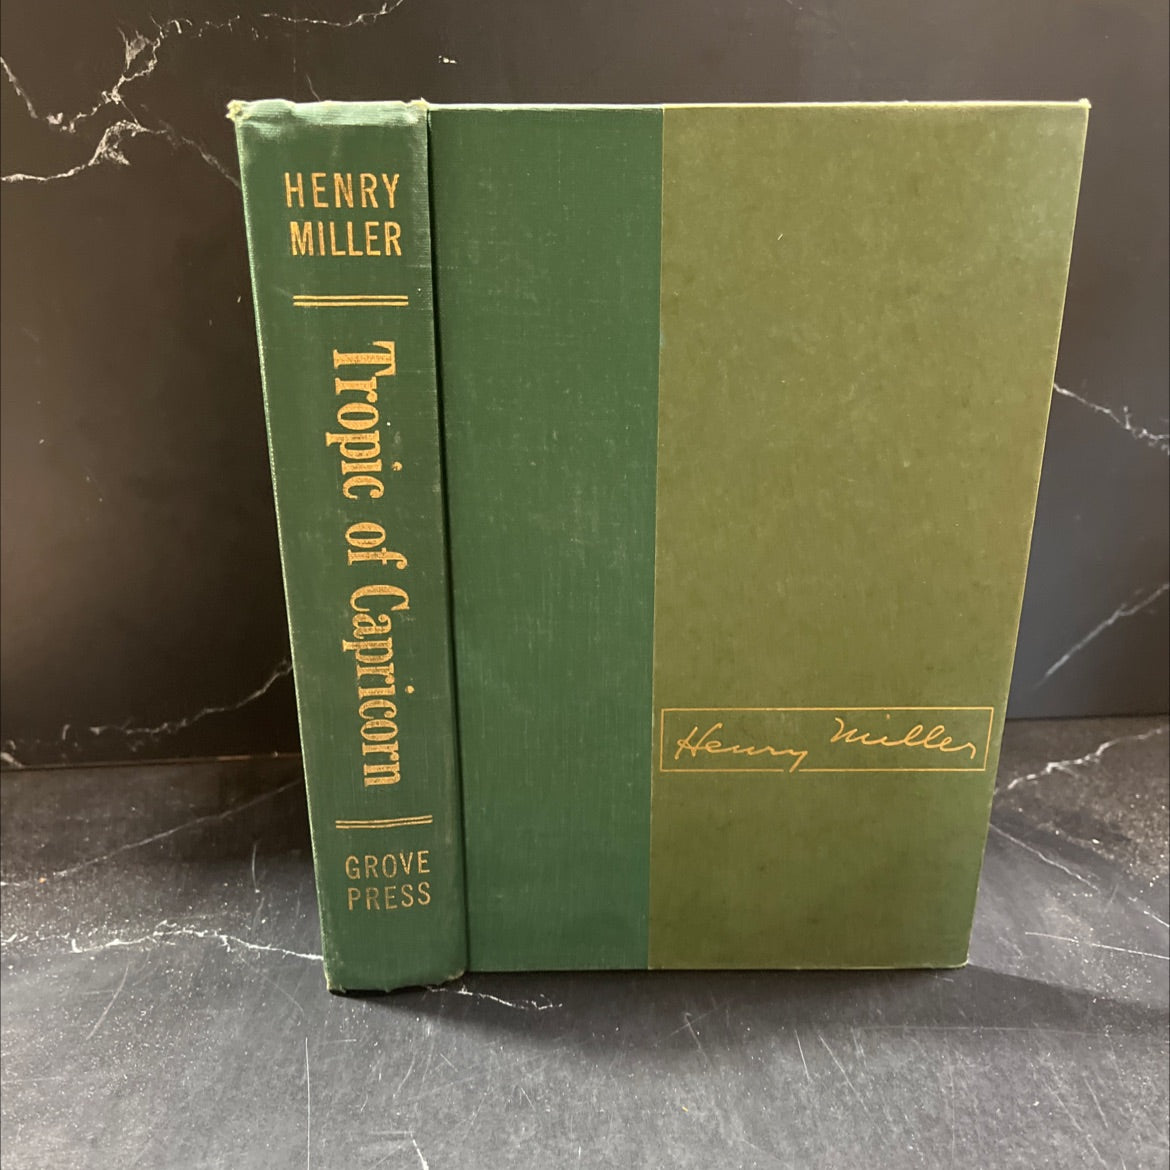 HENRY
MILLER
Tropic of Capricorn
GROVE
PRESS
Henry Miller